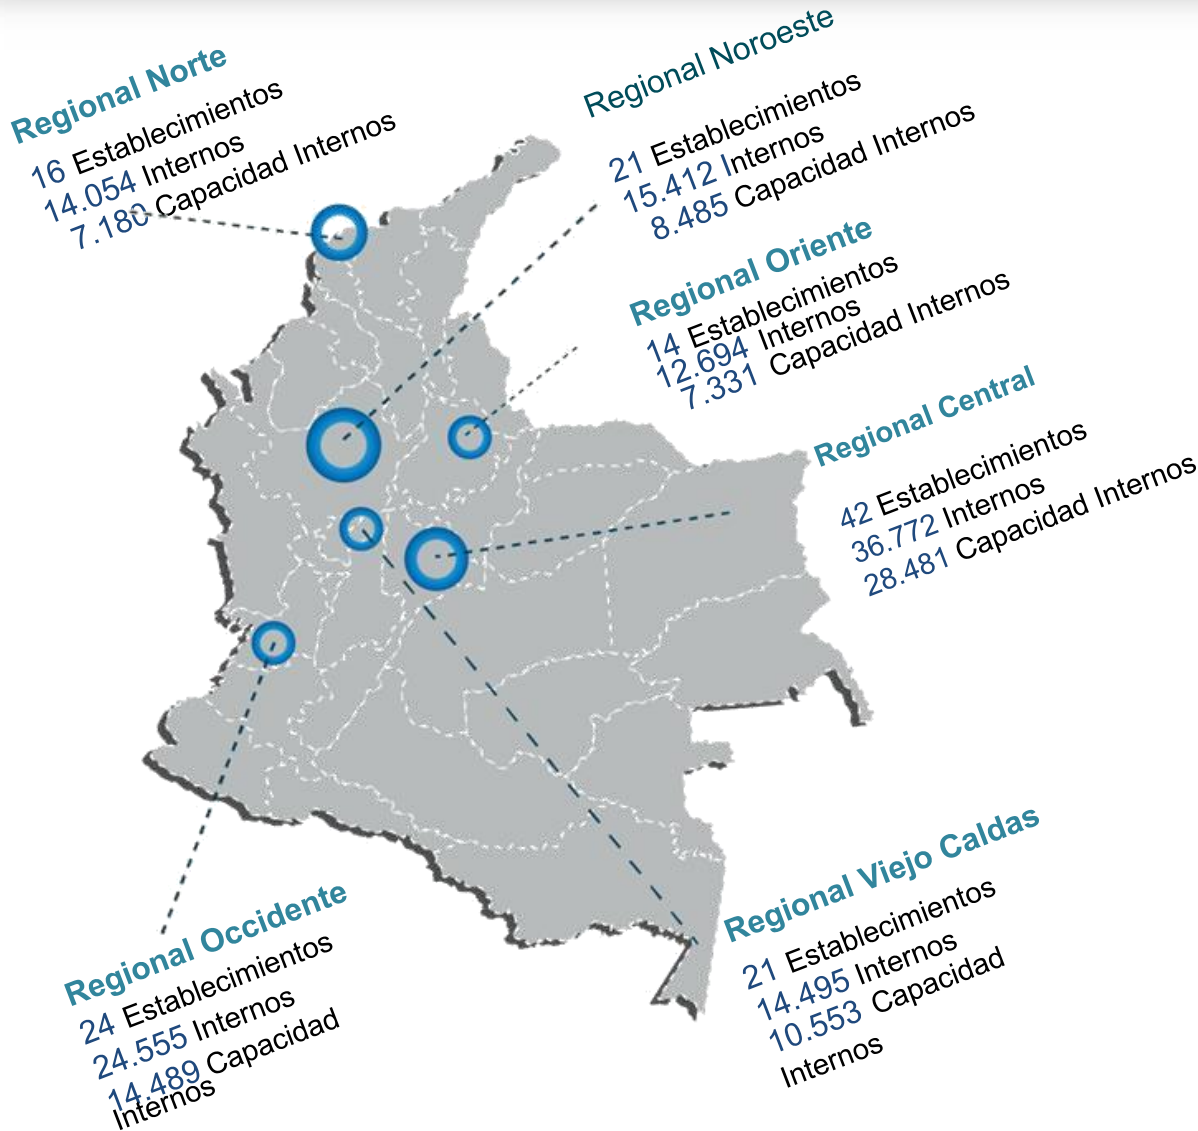 Regional Norte
16 Establecimientos
14.054 Internos
7.180 Capacidad Internos
Regional Noroeste
21 Establecimientos
15.412 Internos
8.485 Capacidad Internos
Regional Oriente
14 Establecimientos
12.694 Internos
7.331 Capacidad Internos
Regional Central
42 Establecimientos
36.772 Internos
28.481 Capacidad Internos
Regional Occidente
24 Establecimientos
24.555 Internos
14.489 Capacidad
Internos
Regional Viejo Caldas
21 Establecimientos
14.495 Internos
10.553 Capacidad
Internos